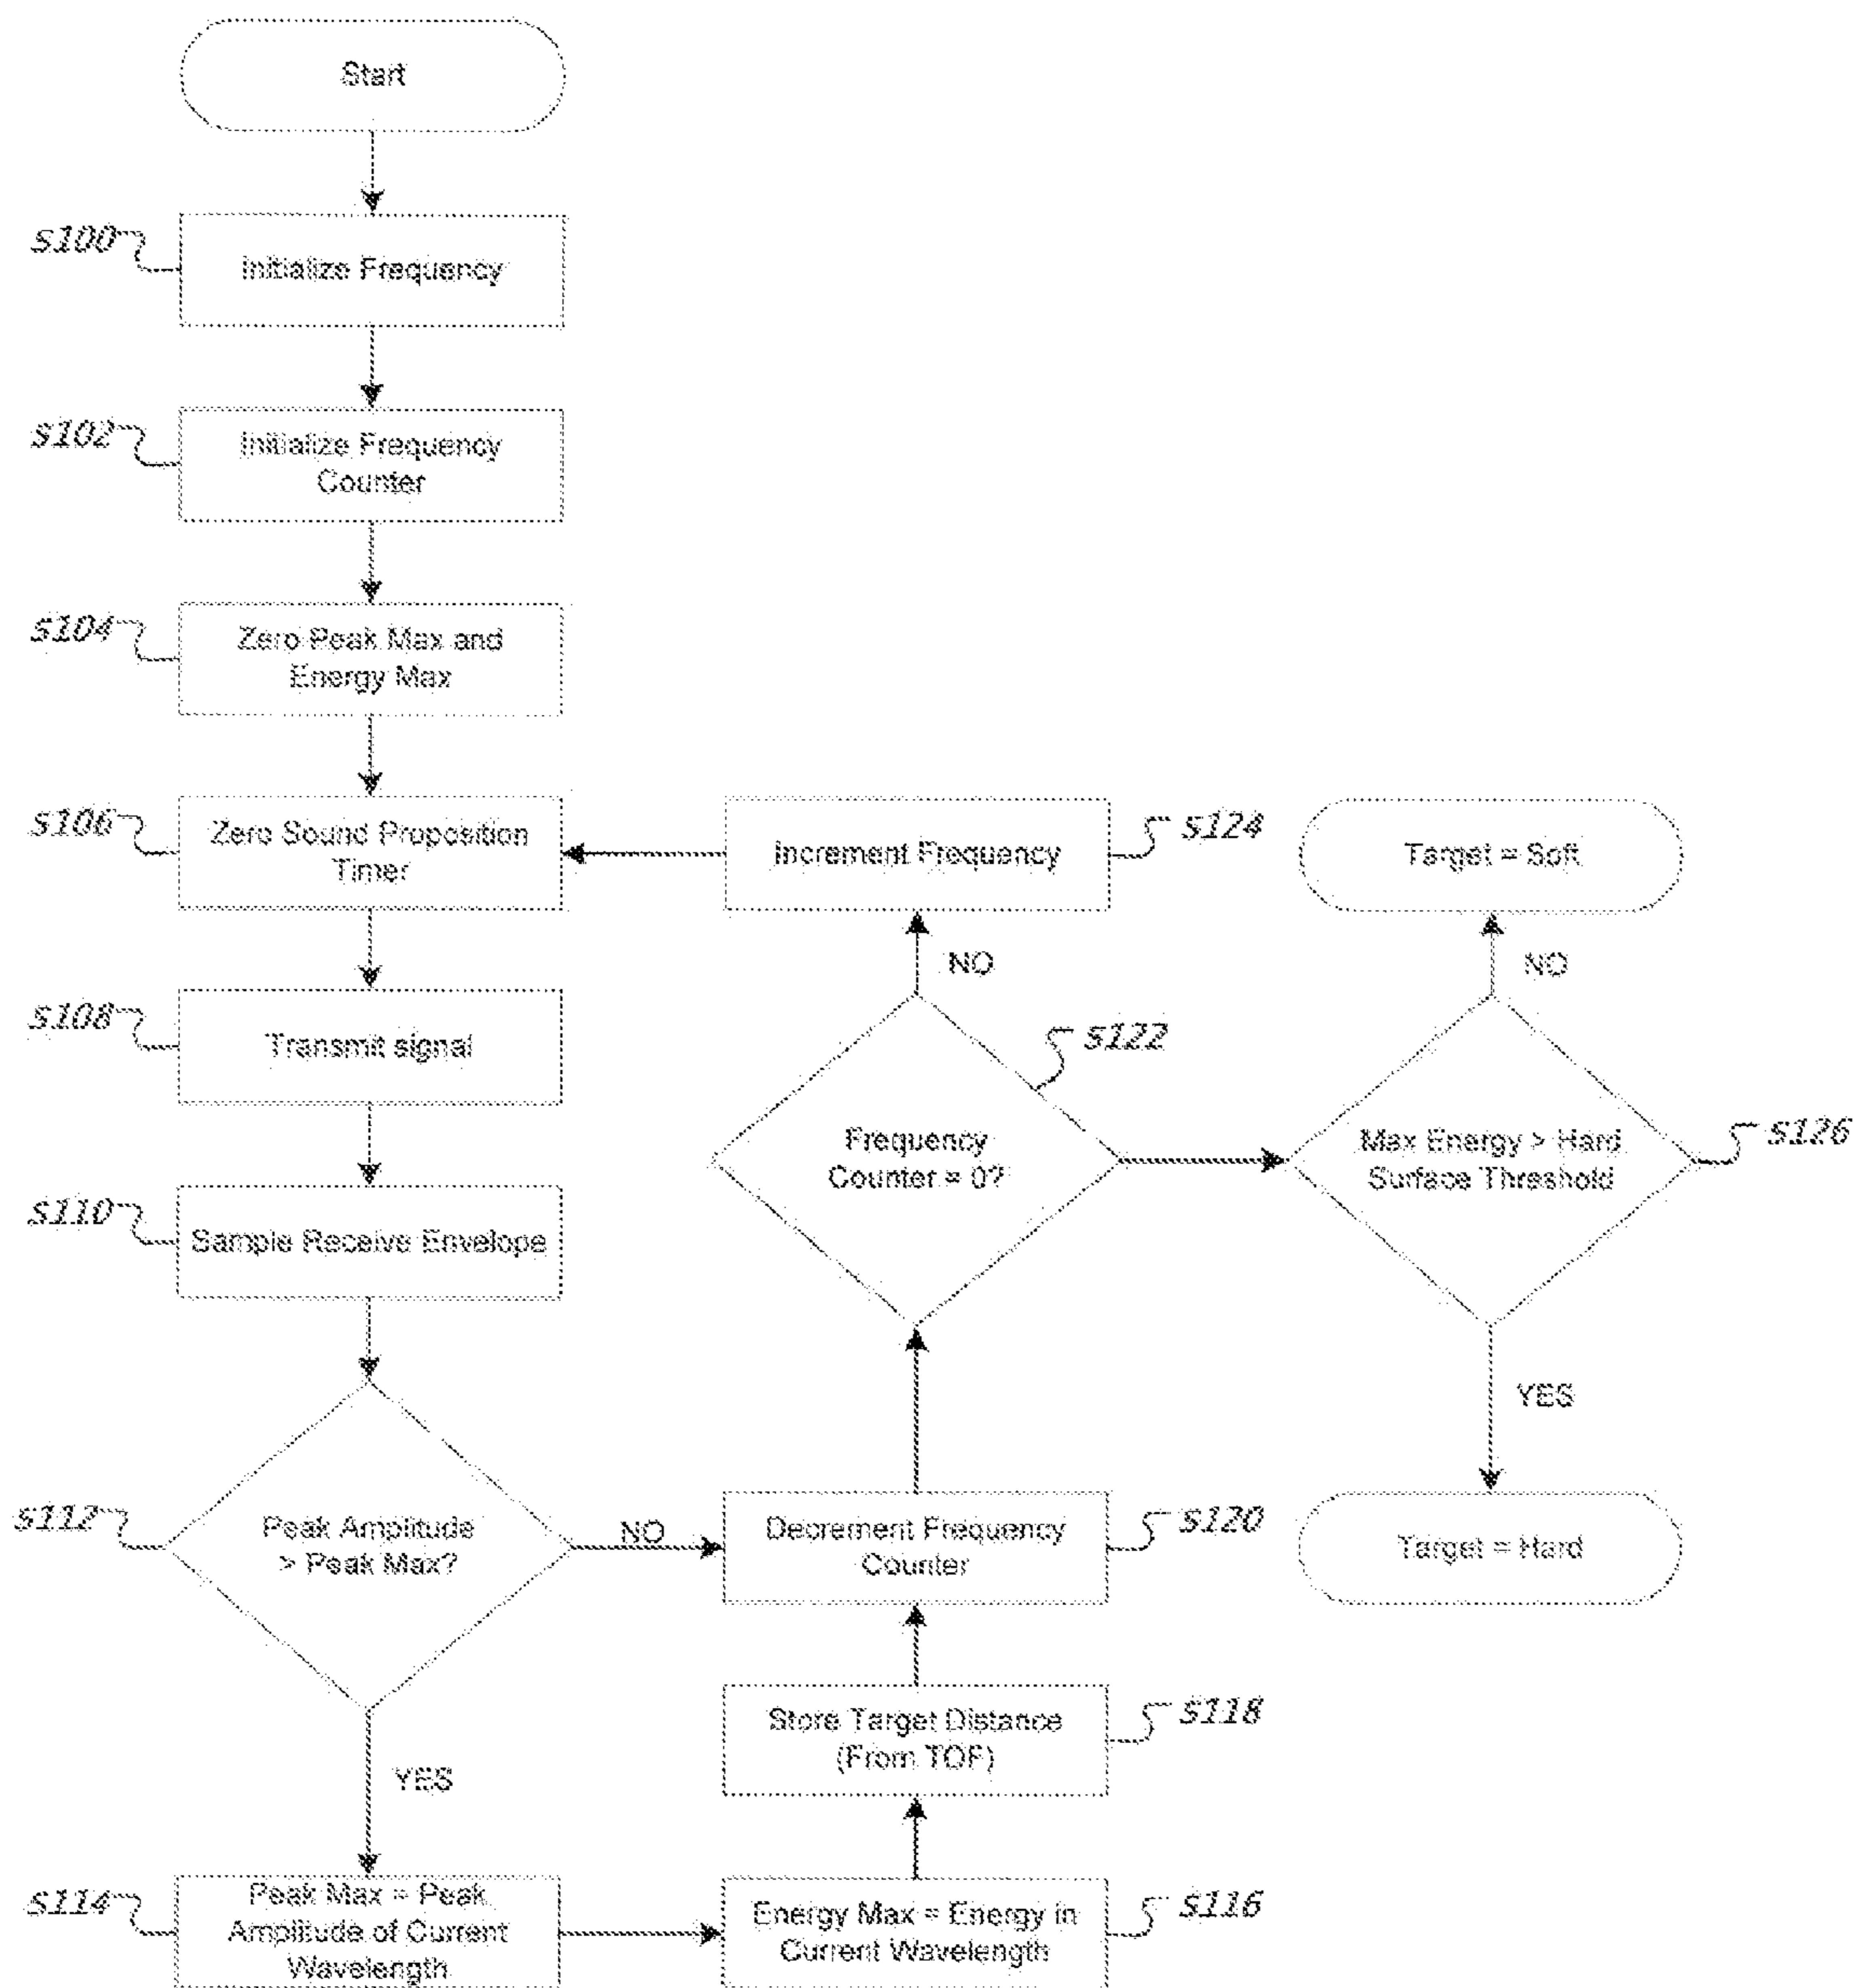 Start
s100
Initialize Frequency
s102
Initialize Frequency
Counter
s104
Zero Peak Max and
Energy Max
s106
Zero Sound Proposition
Timer
s108
Transmit signal
s110
Sample Receive Envelope
s112
Peak Amplitude
> Peak Max?
NO
YES
s114
Peak Max = Peak
Amplitude of Current
Wavelength
Energy Max = Energy in
Current Wavelength
s116
Store Target Distance
(From TOF)
s118
Decrement Frequency
Counter
s120
Frequency
Counter = 0?
s122
NO
Increment Frequency
s124
Max Energy > Hard
Surface Threshold
s126
NO
Target = Soft
YES
Target = Hard